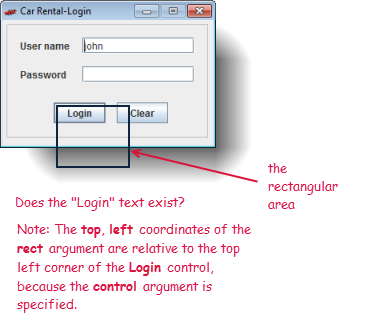 Car Rental-Login
User name john
Password
Login Clear
the
rectangular
area
Does the "Login" text exist?
Note: The top, left coordinates of the
rect argument are relative to the top
left corner of the Login control,
because the control argument is
specified.